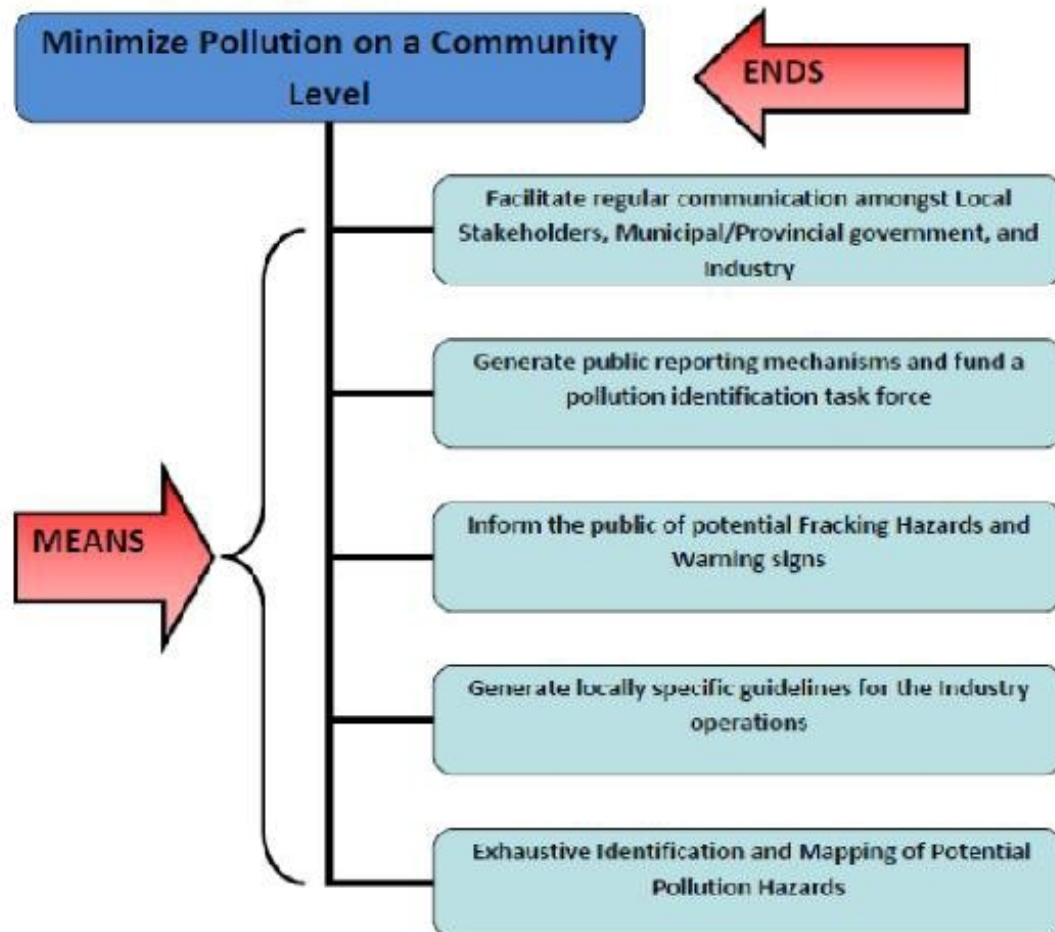 Minimize Pollution on a Community
Level
ENDS
Facilitate regular communication amongst Local
Stakeholders, Municipal/Provincial government, and
Industry
Generate public reporting mechanisms and fund a
pollution identification task force
MEANS
Inform the public of potential Fracking Hazards and
Warning signs
Generate locally specific guidelines for the Industry
operations
Exhaustive Identification and Mapping of Potential
Pollution Hazards